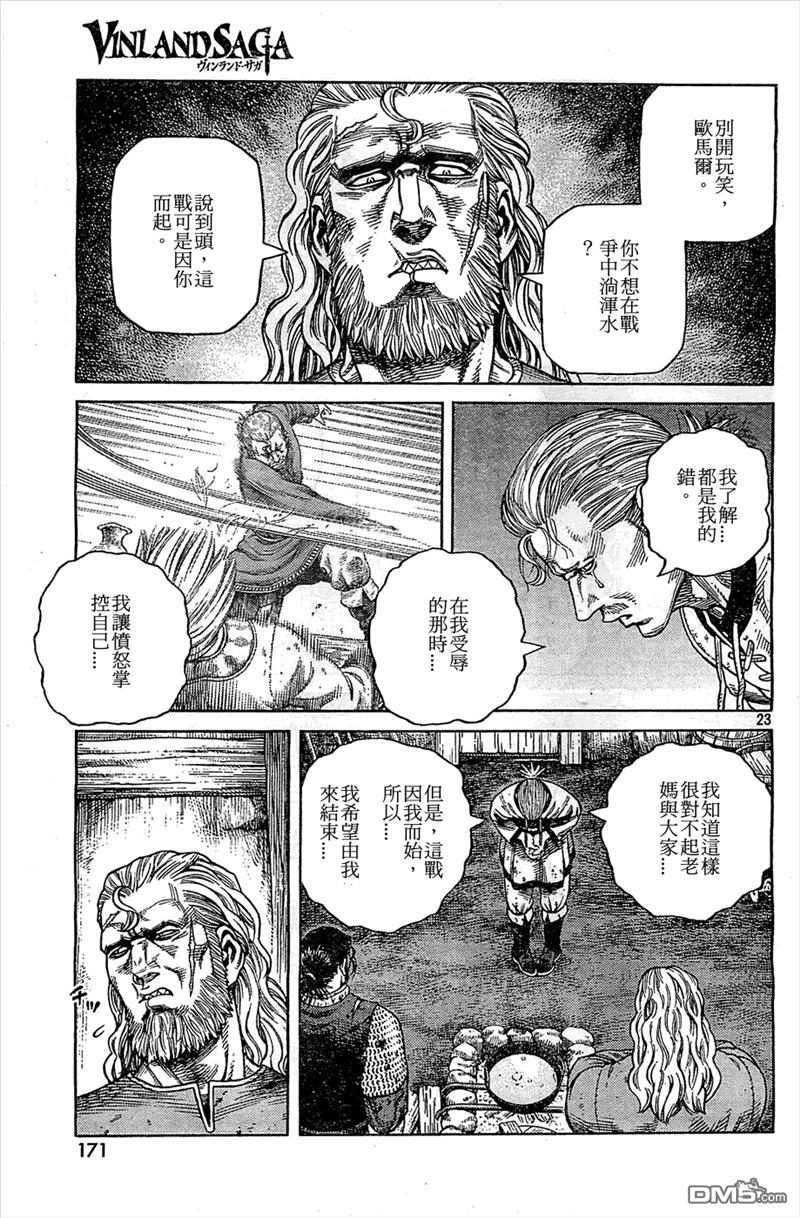 VINLAND SAGA
ヴィンランド・サガ
別開玩笑，
歐馬爾。
你不想在戰
爭中淌渾水
？
說到頭，這
戰可是因你
而起。
我了解……
都是我的
錯。
在我受辱
的那時……
我讓憤怒掌
控自己……
23
我知道這樣
很對不起老
媽與大家……
但是，這戰
因我而始，
所以……
我希望由我
來結束……
チッ
171
DM5.com